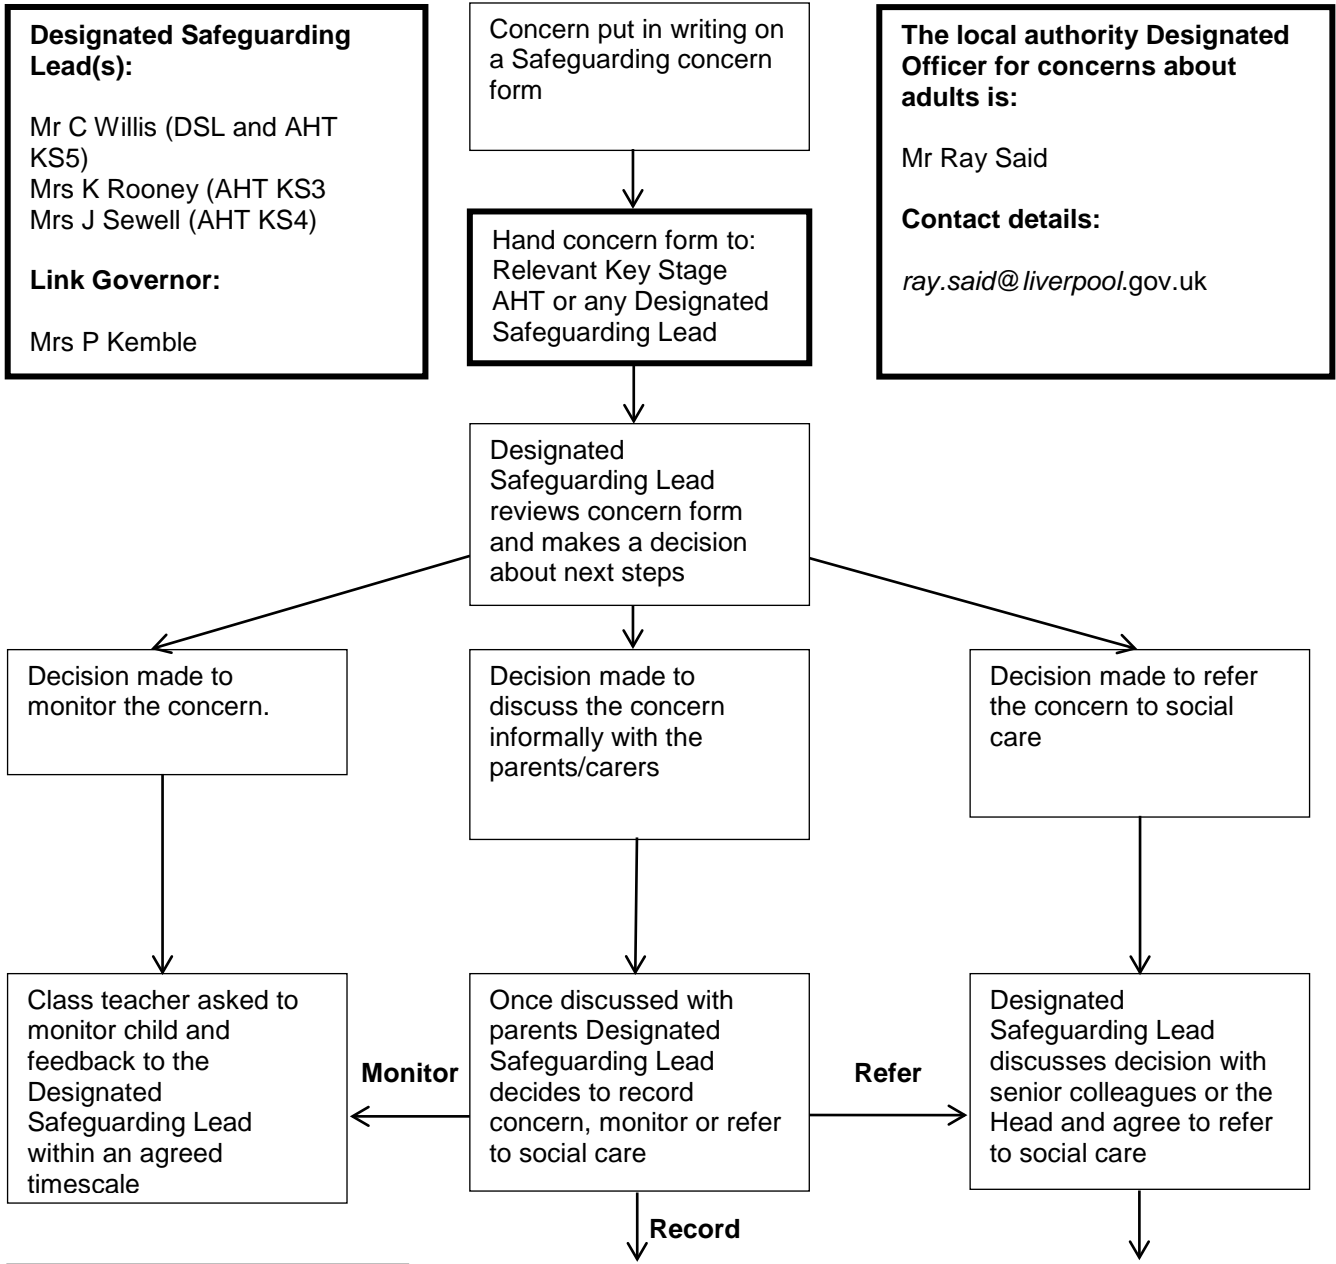 Designated Safeguarding
Lead(s):
Mr C Willis (DSL and AHT
KS5)
Mrs K Rooney (AHT KS3
Mrs J Sewell (AHT KS4)
Link Governor:
Mrs P Kemble
Concern put in writing on
a Safeguarding concern
form
The local authority Designated
Officer for concerns about
adults is:
Mr Ray Said
Contact details:
ray.said@liverpool.gov.uk
Hand concern form to:
Relevant Key Stage
AHT or any Designated
Safeguarding Lead
Designated
Safeguarding Lead
reviews concern form
and makes a decision
about next steps
Decision made to
monitor the concern.
Decision made to
discuss the concern
informally with the
parents/carers
Decision made to refer
the concern to social
care
Class teacher asked to
monitor child and
feedback to the
Designated
Safeguarding Lead
within an agreed
timescale
Monitor
Once discussed with
parents Designated
Safeguarding Lead
decides to record
concern, monitor or refer
to social care
Refer
Designated
Safeguarding Lead
discusses decision with
senior colleagues or the
Head and agree to refer
to social care
Record